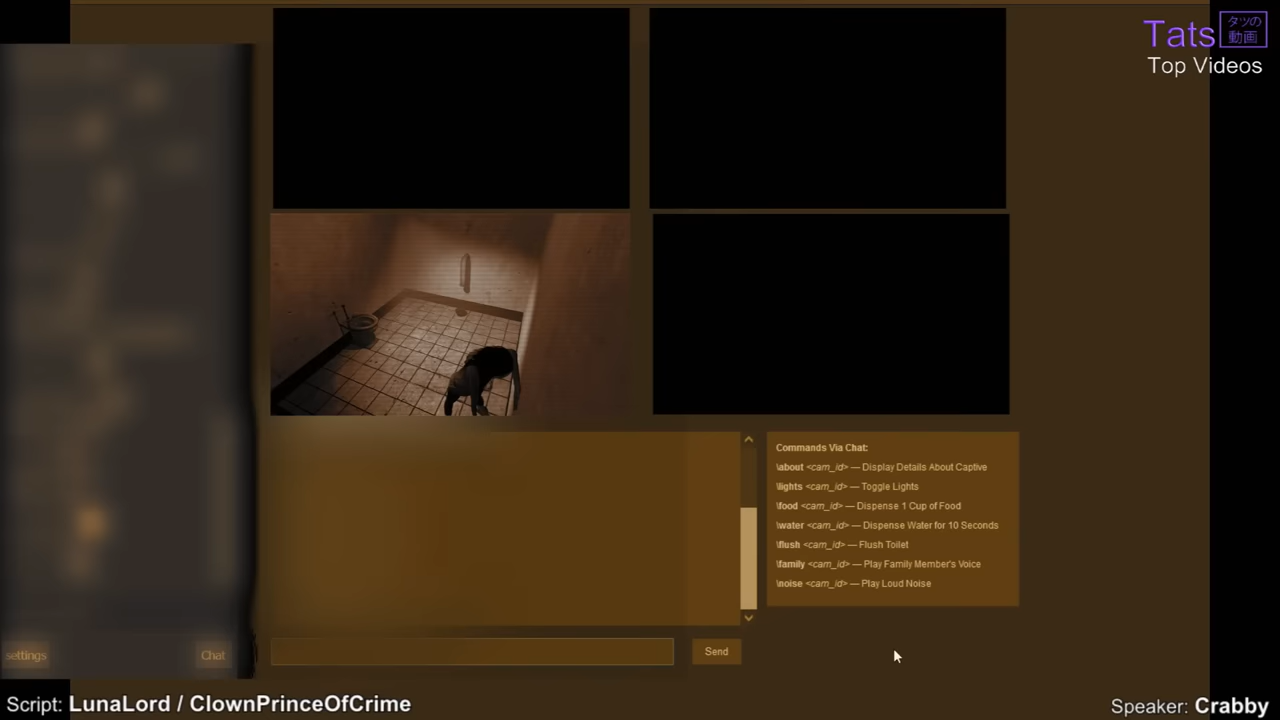 Tats タツの
動画
Top Videos
Commands Via Chat:
\about <cam_id> — Display Details About Captive
\lights <cam_id> — Toggle Lights
\food <cam_id> — Dispense 1 Cup of Food
\water <cam_id> — Dispense Water for 10 Seconds
\flush <cam_id> — Flush Toilet
\family <cam_id> — Play Family Member's Voice
\noise <cam_id> — Play Loud Noise
settings
Chat
Send
Script: LunaLord / ClownPrinceOfCrime
Speaker: Crabby